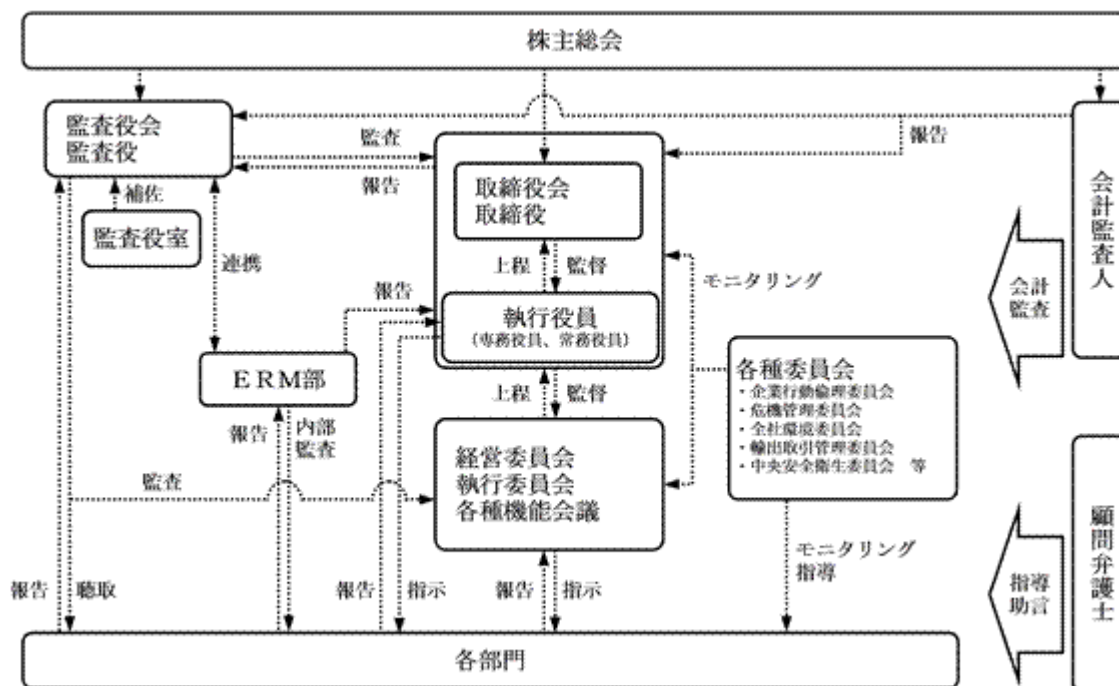 株主総会
監査役会
監査役
監査
報告
報告
補佐
監査役室
連携
取締役会
取締役
上程
監督
報告
執行役員
(専務役員、常務役員)
モニタリング
会計監査人
会計
監査
ERM部
上程
監督
各種委員会
・企業行動倫理委員会
・危機管理委員会
・全社環境委員会
・輸出取引管理委員会
・中央安全衛生委員会 等
報告
内部
監査
監査
経営委員会
執行委員会
各種機能会議
モニタリング
指導
顧問弁護士
指導
助言
報告
聴取
報告
指示
報告
指示
各部門